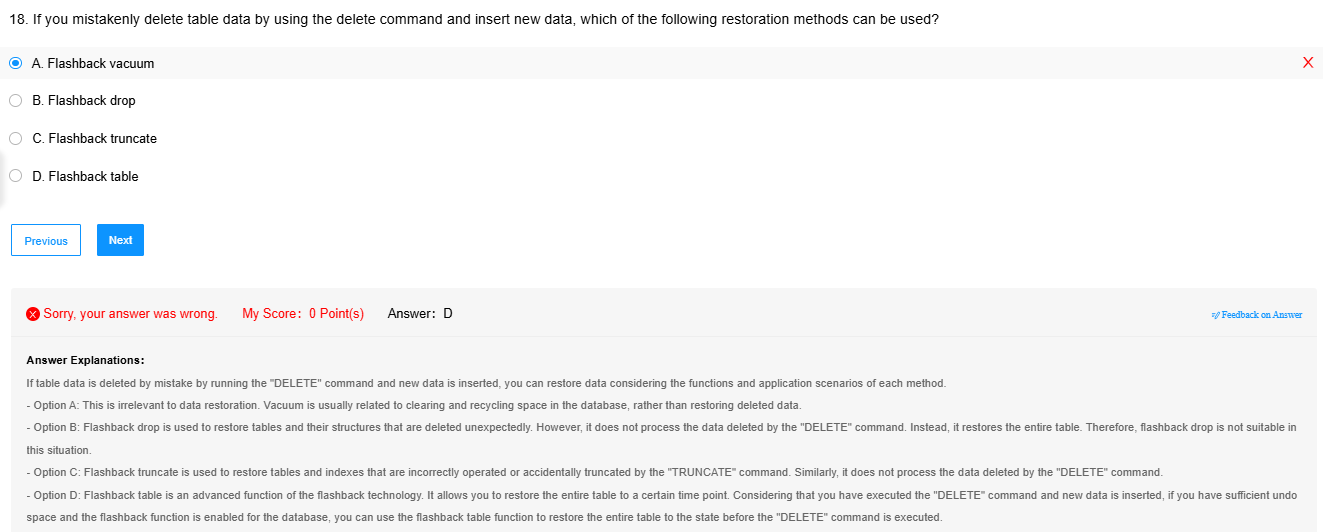 18. If you mistakenly delete table data by using the delete command and insert new data, which of the following restoration methods can be used?
A. Flashback vacuum
B. Flashback drop
C. Flashback truncate
D. Flashback table
Previous Next
Sorry, your answer was wrong. My Score: 0 Point(s) Answer: D Feedback on Answer
Answer Explanations:
If table data is deleted by mistake by running the "DELETE" command and new data is inserted, you can restore data considering the functions and application scenarios of each method.
- Option A: This is irrelevant to data restoration. Vacuum is usually related to clearing and recycling space in the database, rather than restoring deleted data.
- Option B: Flashback drop is used to restore tables and their structures that are deleted unexpectedly. However, it does not process the data deleted by the "DELETE" command. Instead, it restores the entire table. Therefore, flashback drop is not suitable in
this situation.
- Option C: Flashback truncate is used to restore tables and indexes that are incorrectly operated or accidentally truncated by the "TRUNCATE" command. Similarly, it does not process the data deleted by the "DELETE" command.
- Option D: Flashback table is an advanced function of the flashback technology. It allows you to restore the entire table to a certain time point. Considering that you have executed the "DELETE" command and new data is inserted, if you have sufficient undo
space and the flashback function is enabled for the database, you can use the flashback table function to restore the entire table to the state before the "DELETE" command is executed.